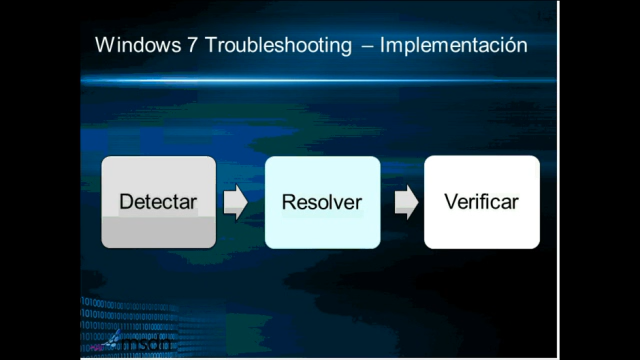 Windows 7 Troubleshooting – Implementación
Detectar
Resolver
Verificar